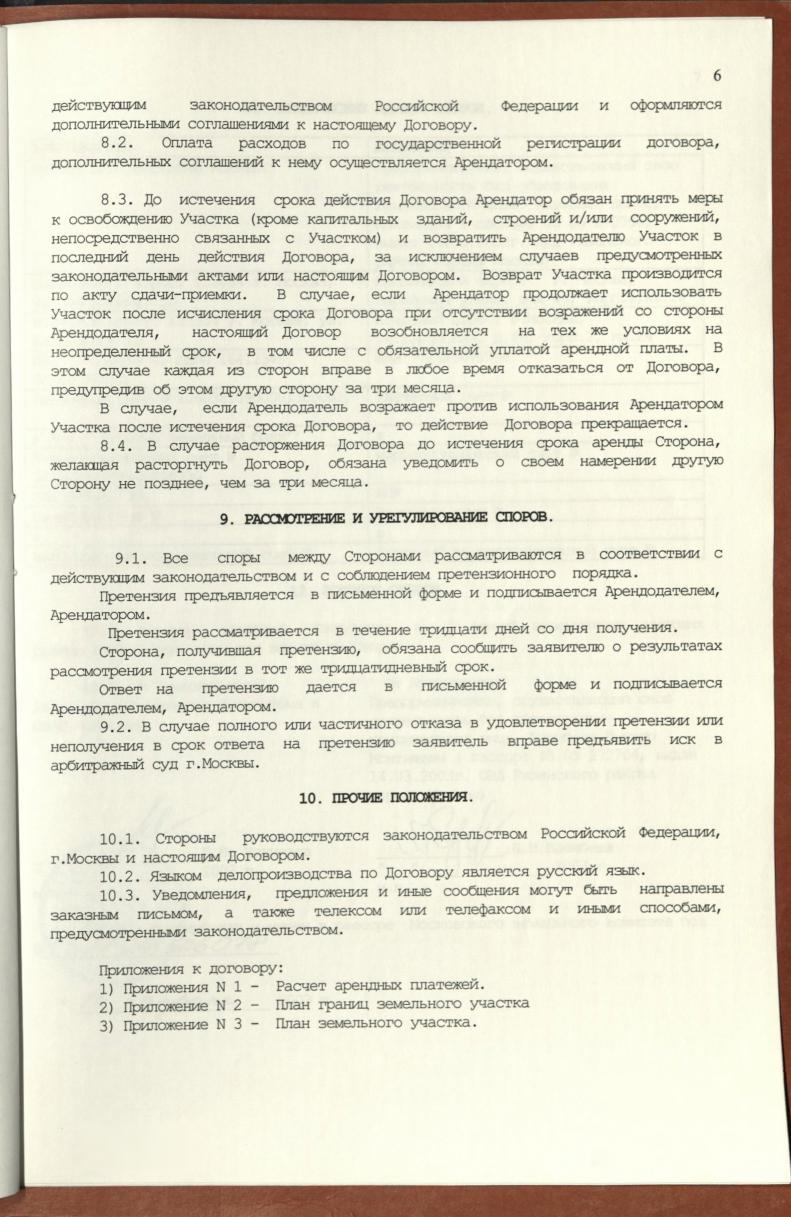 6
действующим законодательством Российской Федерации и оформляются
дополнительными соглашениями к настоящему Договору.
8.2. Оплата расходов по государственной регистрации договора,
дополнительных соглашений к нему осуществляется Арендатором.
8.3. До истечения срока действия Договора Арендатор обязан принять меры
к освобождению Участка (кроме капитальных зданий, строений и/или сооружений,
непосредственно связанных с Участком) и возвратить Арендодателю Участок в
последний день действия Договора, за исключением случаев предусмотренных
законодательными актами или настоящим Договором. Возврат Участка производится
по акту сдачи-приемки. В случае, если Арендатор продолжает использовать
Участок после исчисления срока Договора при отсутствии возражений со стороны
Арендодателя, настоящий Договор возобновляется на тех же условиях на
неопределенный срок, в том числе с обязательной уплатой арендной платы. В
этом случае каждая из сторон вправе в любое время отказаться от Договора,
предупредив об этом другую сторону за три месяца.
В случае, если Арендодатель возражает против использования Арендатором
Участка после истечения срока Договора, то действие Договора прекращается.
8.4. В случае расторжения Договора до истечения срока аренды Сторона,
желающая расторгнуть Договор, обязана уведомить о своем намерении другую
Сторону не позднее, чем за три месяца.
9. РАССМОТРЕНИЕ И УРЕГУЛИРОВАНИЕ СПОРОВ.
9.1. Все споры между Сторонами рассматриваются в соответствии с
действующим законодательством и с соблюдением претензионного порядка.
Претензия предъявляется в письменной форме и подписывается Арендодателем,
Арендатором.
Претензия рассматривается в течение тридцати дней со дня получения.
Сторона, получившая претензию, обязана сообщить заявителю о результатах
рассмотрения претензии в тот же тридцатидневный срок.
Ответ на претензию дается в письменной форме и подписывается
Арендодателем, Арендатором.
9.2. В случае полного или частичного отказа в удовлетворении претензии или
неполучения в срок ответа на претензию заявитель вправе предъявить иск в
арбитражный суд г.Москвы.
10. ПРОЧИЕ ПОЛОЖЕНИЯ.
10.1. Стороны руководствуются законодательством Российской Федерации,
г.Москвы и настоящим Договором.
10.2. Языком делопроизводства по Договору является русский язык.
10.3. Уведомления, предложения и иные сообщения могут быть направлены
заказным письмом, а также телексом или телефаксом и иными способами,
предусмотренными законодательством.
Приложения к договору:
1) Приложения N 1 - Расчет арендных платежей.
2) Приложение N 2 - План границ земельного участка
3) Приложение N 3 - План земельного участка.